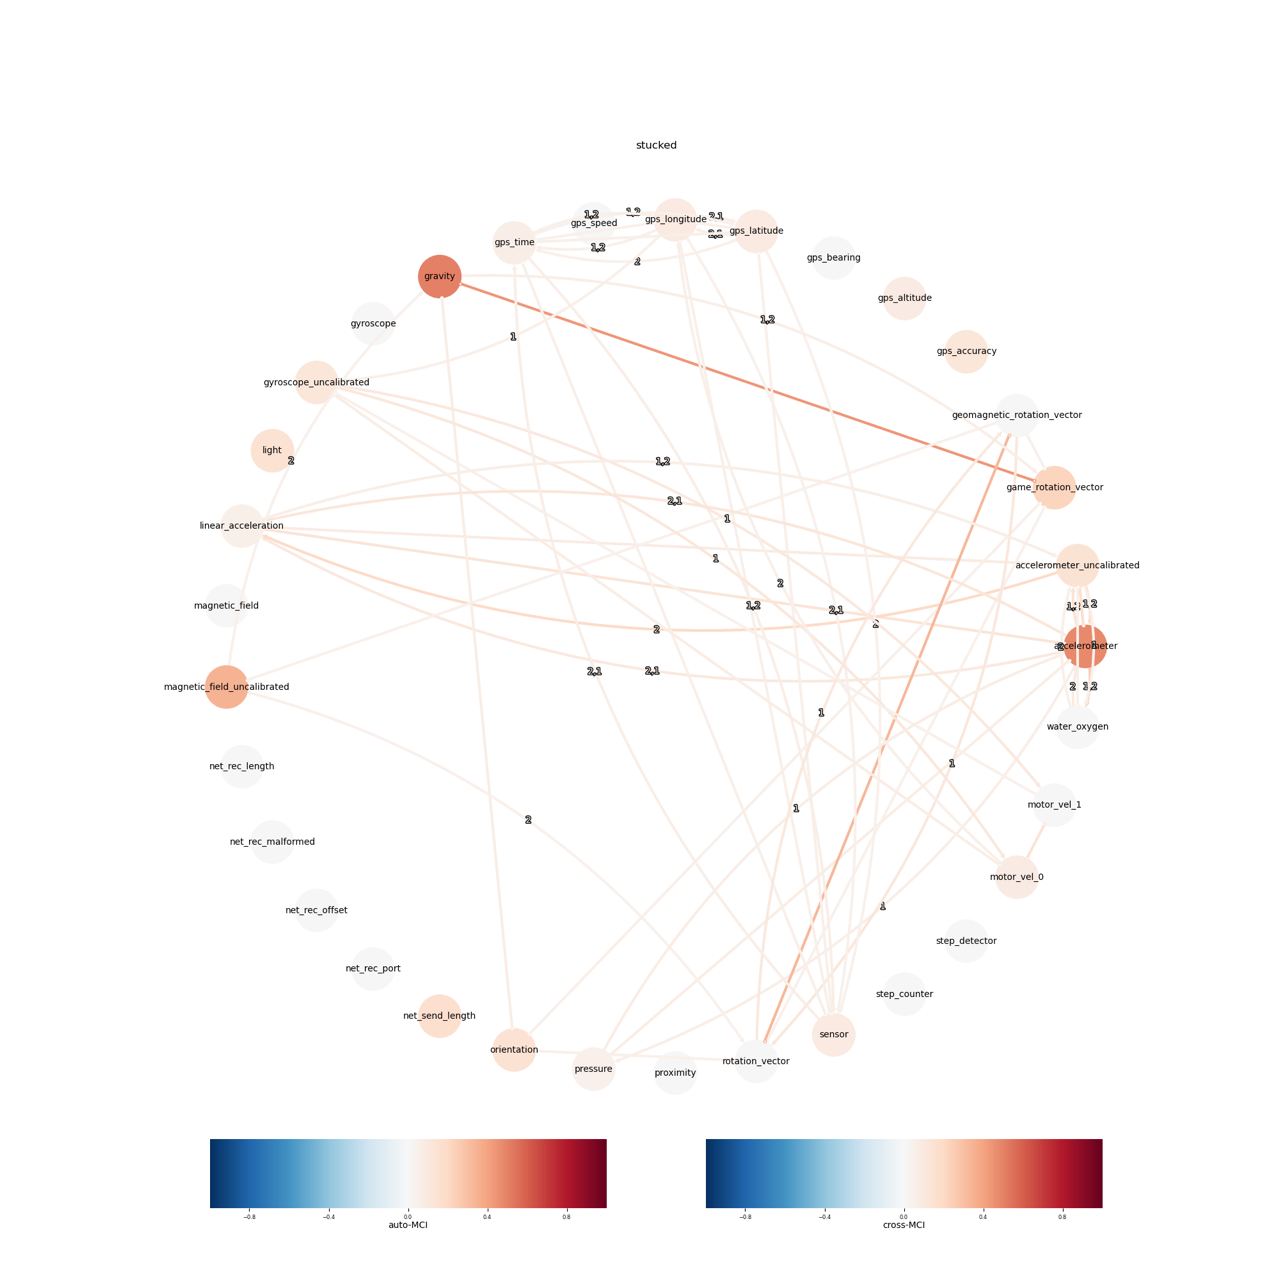 stucked
1,2
1,2
2,1
gps_longitude
gps_speed
gps_latitude
gps_time
1,2
2,1
2
gps_bearing
gravity
gps_altitude
gyroscope
1,2
1
gps_accuracy
gyroscope_uncalibrated
geomagnetic_rotation_vector
light
2
1,2
game_rotation_vector
2,1
linear_acceleration
1
1
accelerometer_uncalibrated
2
magnetic_field
1,2
2,1
1 2
2
2
accelerometer
2,1
2,1
magnetic_field_uncalibrated
2
1
water_oxygen
1
net_rec_length
motor_vel_1
1
2
net_rec_malformed
motor_vel_0
1
net_rec_offset
step_detector
net_rec_port
step_counter
net_send_length
sensor
orientation
rotation_vector
pressure
proximity
−0.8
−0.4
0.0
0.4
0.8
auto-MCI
−0.8
−0.4
0.0
0.4
0.8
cross-MCI